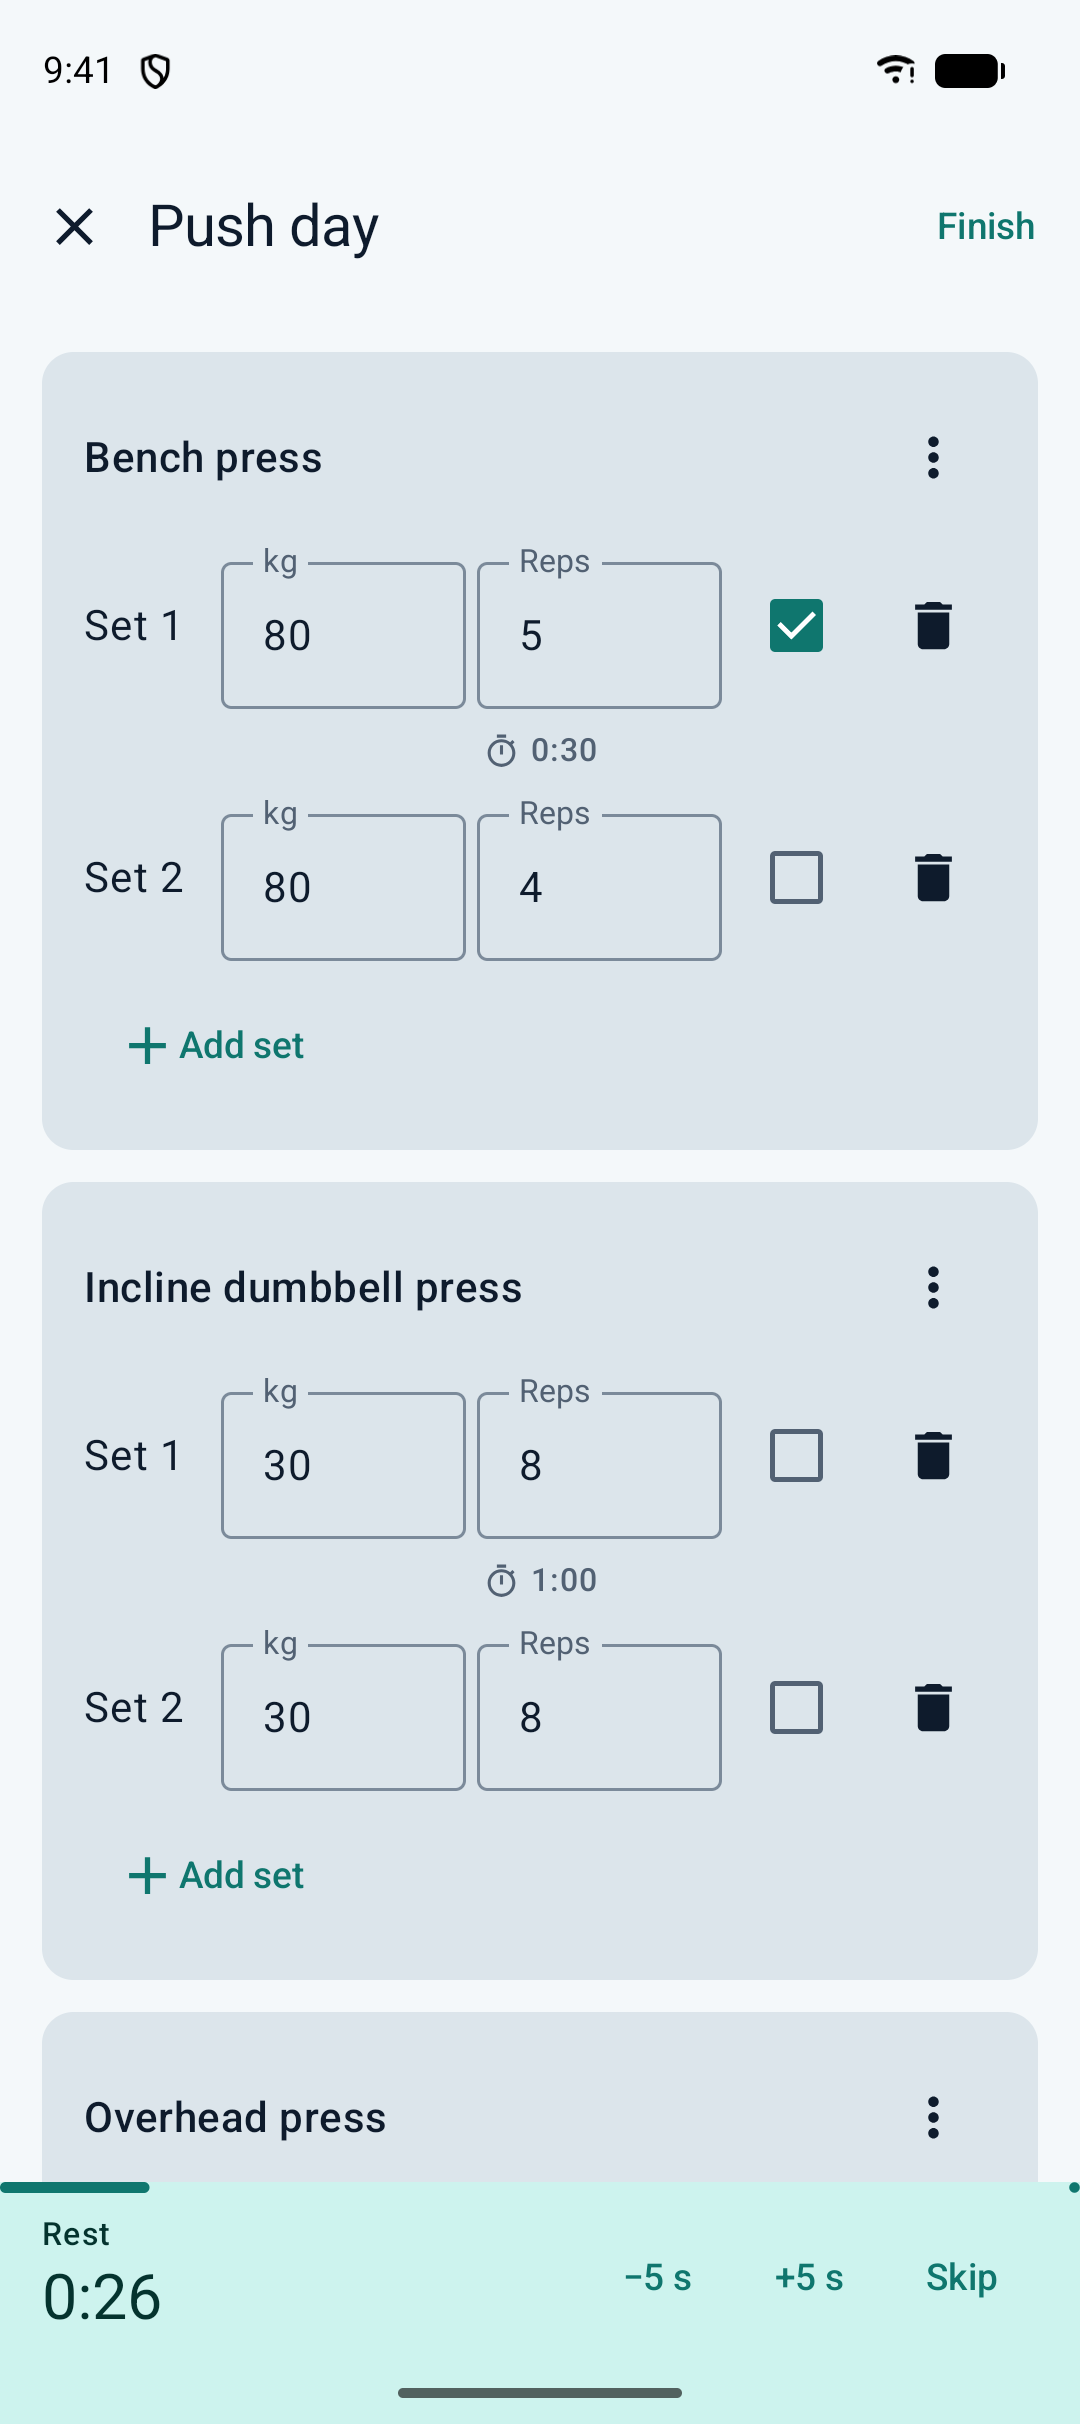 9:41
Push day
Finish
Bench press
kg
Reps
Set 1
80
5
0:30
kg
Reps
Set 2
80
4
Add set
Incline dumbbell press
kg
Reps
Set 1
30
8
1:00
kg
Reps
Set 2
30
8
Add set
Overhead press
Rest
0:26
−5 s
+5 s
Skip